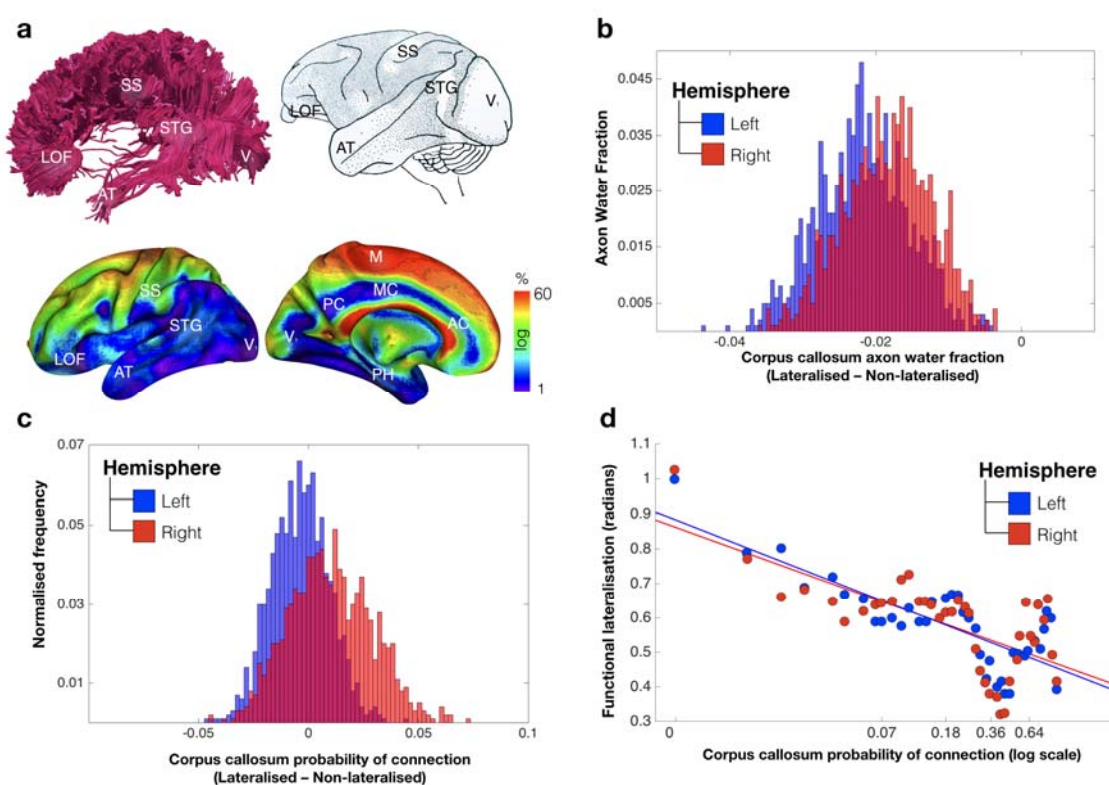 a
SS
STG
LOF
V₁
AT
SS
STG
V₁
LOF
AT
SS
STG
LOF
V₁
AT
M
MC
PC
AC
V₁
PH
%
60
log
1
b
Hemisphere
Left
Right
Axon Water Fraction
0.045
0.035
0.025
0.015
0.005
-0.04
-0.02
0
Corpus callosum axon water fraction
(Lateralised – Non-lateralised)
c
Hemisphere
Left
Right
Normalised frequency
0.07
0.05
0.03
0.01
-0.05
0
0.05
0.1
Corpus callosum probability of connection
(Lateralised – Non-lateralised)
d
Hemisphere
Left
Right
Functional lateralisation (radians)
1.1
1
0.9
0.8
0.7
0.6
0.5
0.4
0.3
0
0.07
0.18
0.36
0.64
Corpus callosum probability of connection (log scale)